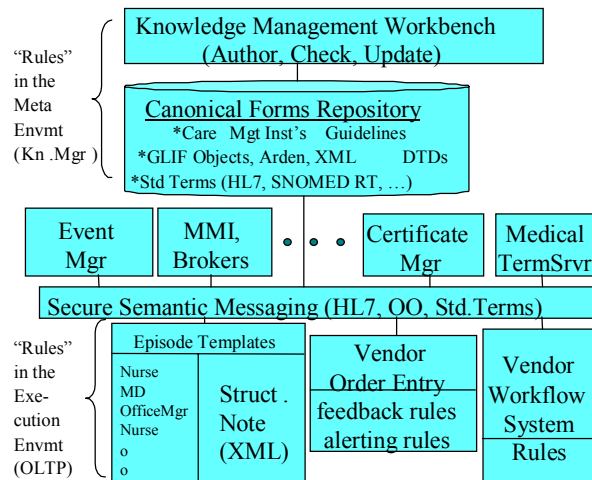 Knowledge Management Workbench
(Author, Check, Update)
“Rules”
in the
Meta
Envmt
(Kn .Mgr )
Canonical Forms Repository
*Care Mgt Inst’s Guidelines
*GLIF Objects, Arden, XML DTDs
*Std Terms (HL7, SNOMED RT, …)
Event
Mgr
MMI,
Brokers
• • •
Certificate
Mgr
Medical
TermSrvr
Secure Semantic Messaging (HL7, OO, Std.Terms)
“Rules”
in the
Exe-
cution
Envmt
(OLTP)
Episode Templates
Nurse
MD
OfficeMgr
Nurse
o
o
Struct .
Note
(XML)
Vendor
Order Entry
feedback rules
alerting rules
Vendor
Workflow
System
Rules